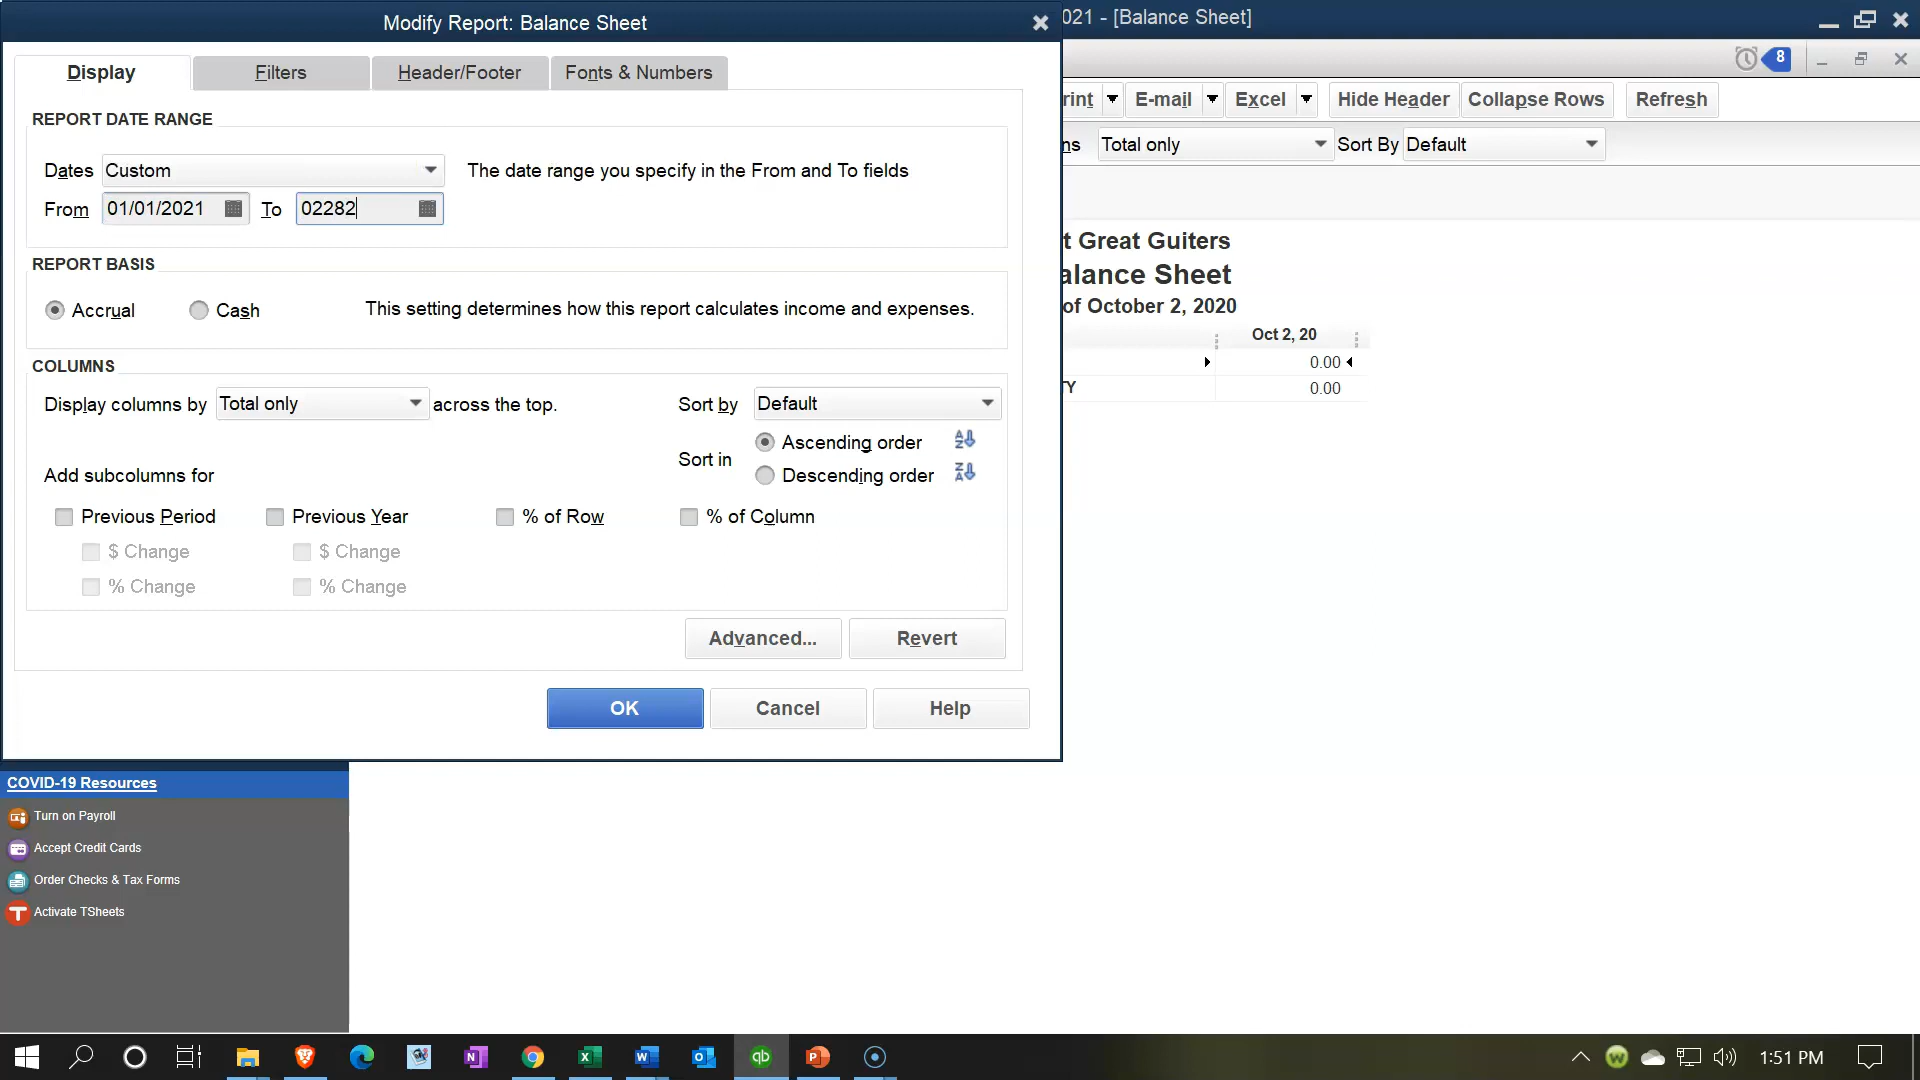 Modify Report: Balance Sheet
021 - [Balance Sheet]
8
Display
Filters
Header/Footer
Fonts & Numbers
rint
E-mail
Excel
Hide Header
Collapse Rows
Refresh
ns
Total only
Sort By
Default
REPORT DATE RANGE
Dates
Custom
The date range you specify in the From and To fields
From
01/01/2021
To
02282
t Great Guiters
alance Sheet
of October 2, 2020
Oct 2, 20
0.00
TY
0.00
REPORT BASIS
Accrual
Cash
This setting determines how this report calculates income and expenses.
COLUMNS
Display columns by
Total only
across the top.
Sort by
Default
Sort in
Ascending order
Descending order
Add subcolumns for
Previous Period
Previous Year
% of Row
% of Column
$ Change
$ Change
% Change
% Change
Advanced...
Revert
OK
Cancel
Help
COVID-19 Resources
Turn on Payroll
Accept Credit Cards
Order Checks & Tax Forms
Activate TSheets
1:51 PM